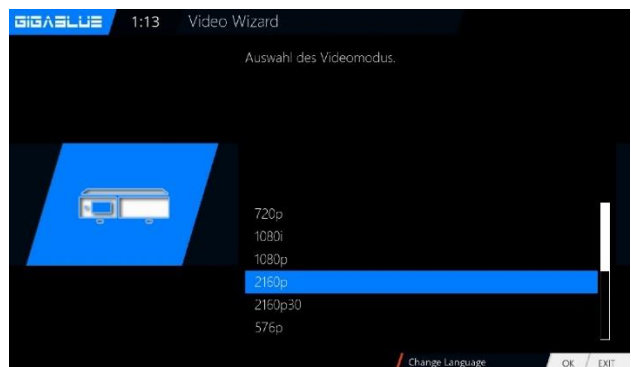 GIGABLUE 1:13 Video Wizard
Auswahl des Videomodus.
720p
1080i
1080p
2160p
2160p30
576p
Change Language OK EXIT